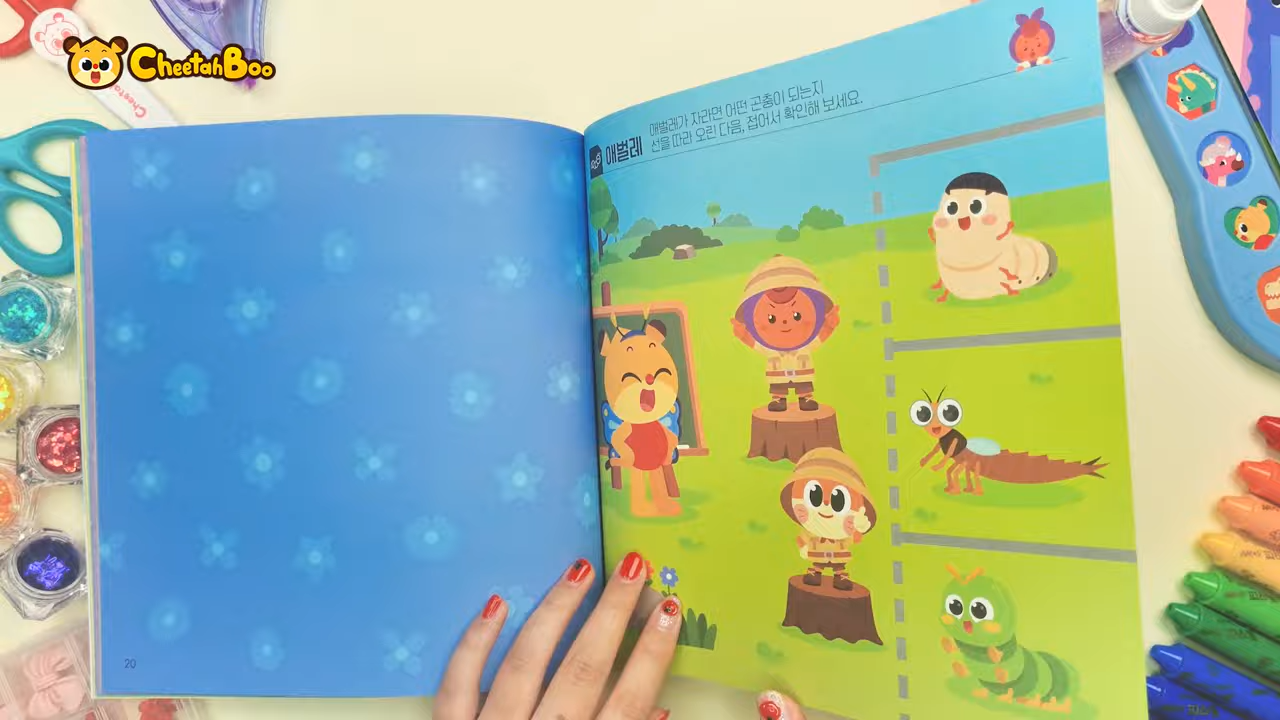 CheetahBoo
애벌레
애벌레가 자라면 어떤 곤충이 되는지
선을 따라 오린 다음, 접어서 확인해 보세요.
20